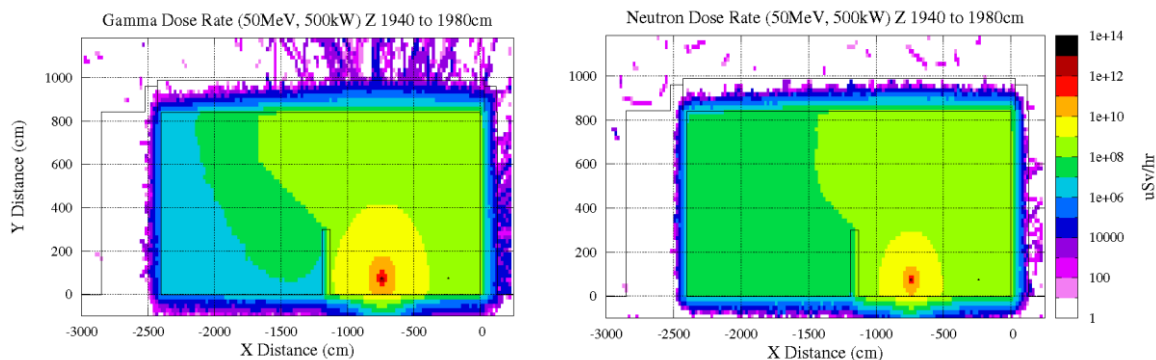 Gamma Dose Rate (50MeV, 500kW) Z 1940 to 1980cm
Y Distance (cm)
1000
800
600
400
200
0
-3000 -2500 -2000 -1500 -1000 -500 0
X Distance (cm)
Neutron Dose Rate (50MeV, 500kW) Z 1940 to 1980cm
1000
800
600
400
200
0
-3000 -2500 -2000 -1500 -1000 -500 0
X Distance (cm)
1e+14
1e+12
1e+10
1e+08
1e+06
10000
100
1
uSv/hr